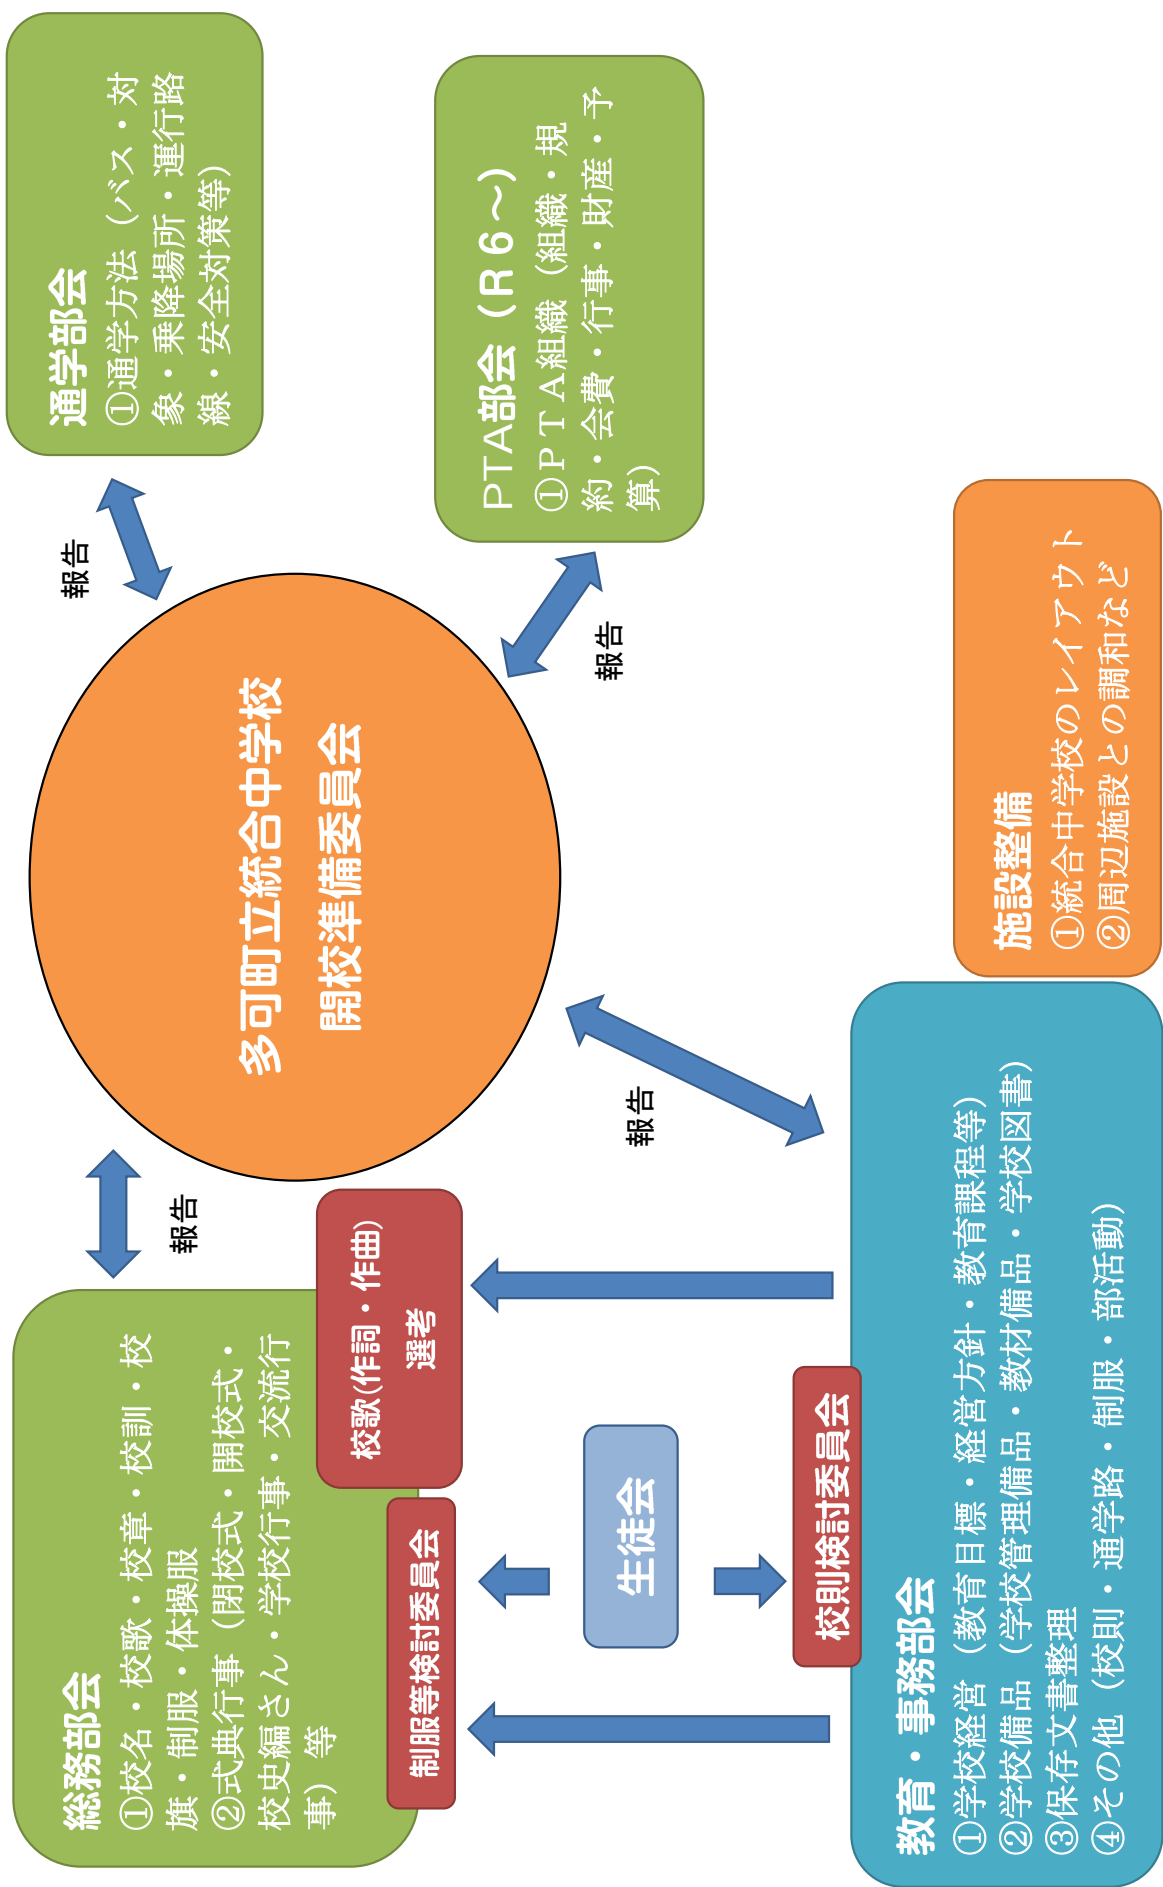 総務部会
①校名・校歌・校章・校訓・校
旗・制服・体操服
②式典行事（閉校式・開校式・
校史編さん・学校行事・交流行
事）等
報告
多可町立統合中学校
開校準備委員会
報告
通学部会
①通学方法（バス・対
象・乗降場所・運行路
線・安全対策等）
校歌(作詞・作曲)
選考
制服等検討委員会
報告
PTA部会（R６～）
①ＰＴＡ組織（組織・規
約・会費・行事・財産・予
算）
生徒会
報告
校則検討委員会
教育・事務部会
①学校経営（教育目標・経営方針・教育課程等）
②学校備品（学校管理備品・教材備品・学校図書）
③保存文書整理
④その他（校則・通学路・制服・部活動）
施設整備
①統合中学校のレイアウト
②周辺施設との調和など